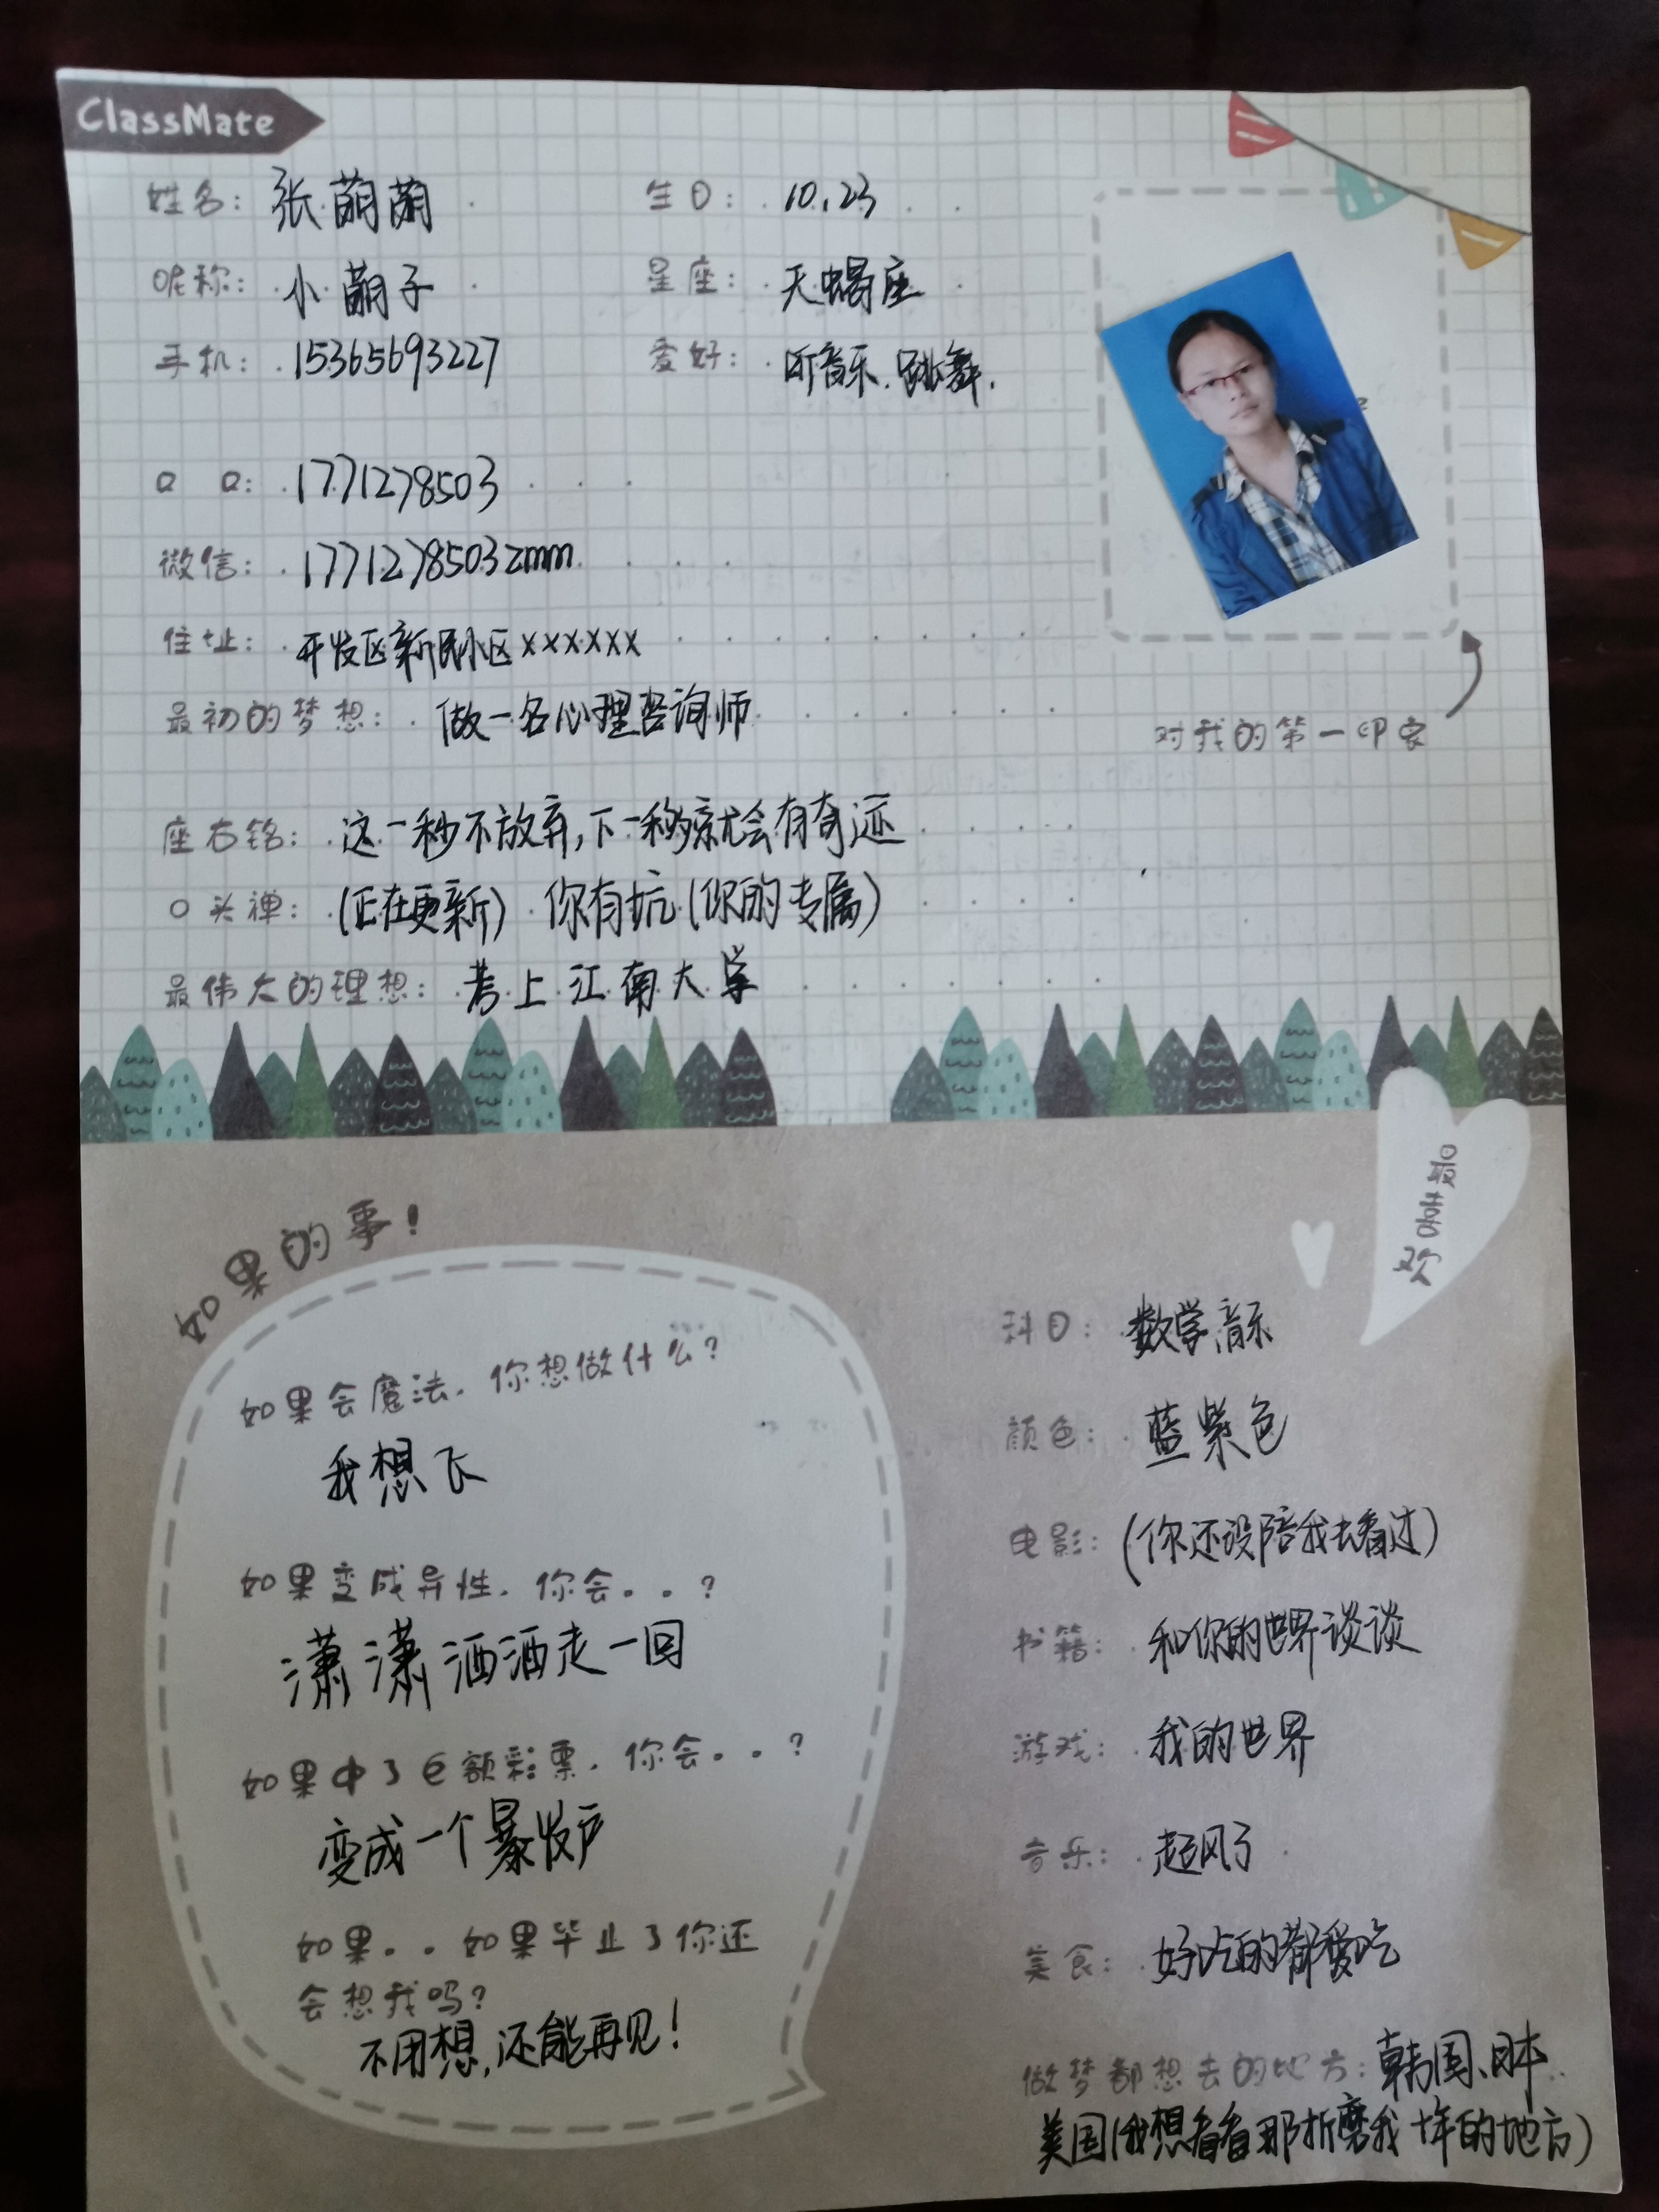 ClassMate
姓名: 张萌萌
生日: 10.23
昵称: 小萌子
星座: 天蝎座
手机: 15365693227
爱好: 听音乐.跳舞.
QQ: 1771278503
微信: 1771278503zmm
住址: 开发区新民小区××××××
最初的梦想: 做一名心理咨询师
对我的第一印象
座右铭: 这一秒不放弃,下一秒就会有奇迹
口头禅: (正在更新) 你有坑(你的专属)
最伟大的理想: 考上江南大学
如果的事!
最喜欢
如果会魔法.你想做什么?
我想飞
如果变成异性.你会。。?
潇潇洒洒走一回
如果中了巨额彩票.你会。。?
变成一个暴发户
如果。。如果毕业了你还
会想我吗?
不用想,还能再见!
科目: 数学,音乐
颜色: 蓝紫色
电影: (你还没陪我去看过)
书籍: 和你的世界谈谈
游戏: 我的世界
音乐: 起风了
美食: 好吃的都爱吃
做梦都想去的地方: 韩国、日本
美国(我想看看那折磨我十年的地方)